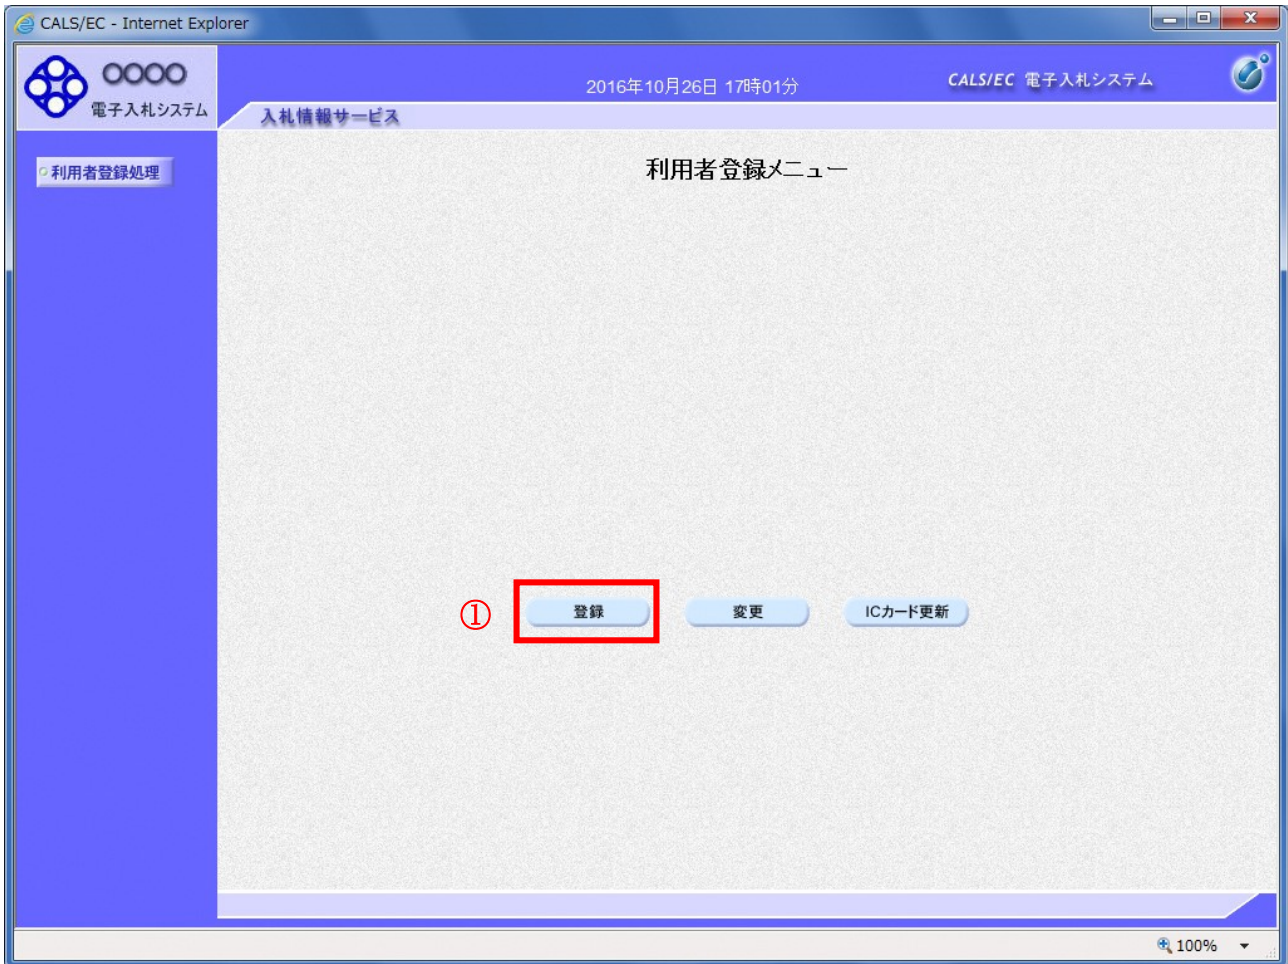 CALS/EC - Internet Explorer
〇〇〇〇
電子入札システム
2016年10月26日 17時01分
CALS/EC 電子入札システム
入札情報サービス
利用者登録処理
利用者登録メニュー
①
登録
変更
ICカード更新
100%